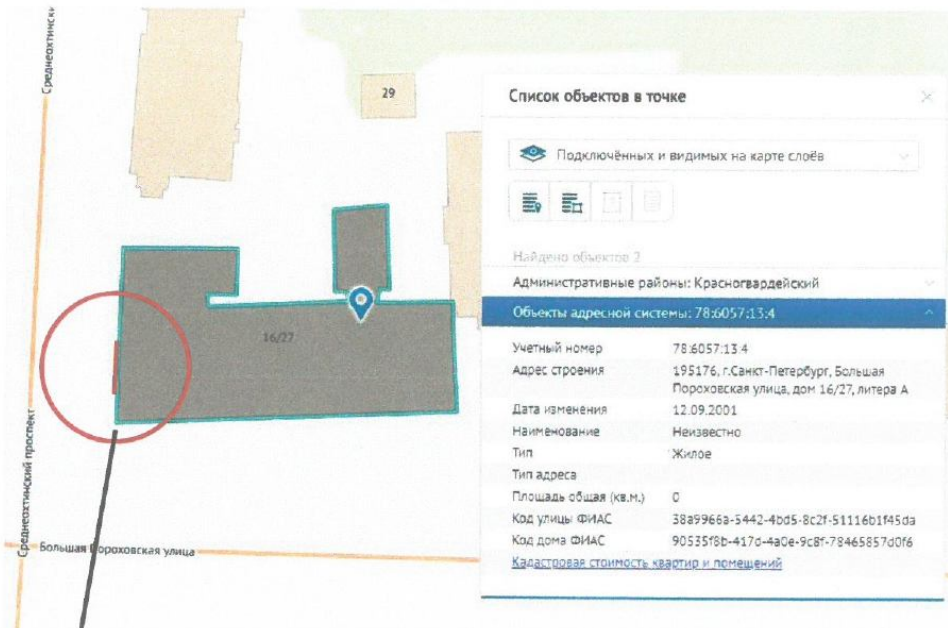 Среднеохтинский
29
16/27
Среднеохтинский проспект
Большая Пороховская улица
Список объектов в точке
Подключённых и видимых на карте слоёв
Найдено объектов 2
Административные районы: Красногвардейский
Объекты адресной системы: 78:6057:13:4
Учетный номер 78:6057:13:4
Адрес строения 195176, г.Санкт-Петербург, Большая
Пороховская улица, дом 16/27, литера А
Дата изменения 12.09.2001
Наименование Неизвестно
Тип Жилое
Тип адреса
Площадь общая (кв.м.) 0
Код улицы ФИАС 38a9966a-5442-4bd5-8c2f-51116b1f45da
Код дома ФИАС 90535f8b-417d-4a0e-9c8f-78465857d0f6
Кадастровая стоимость квартир и помещений